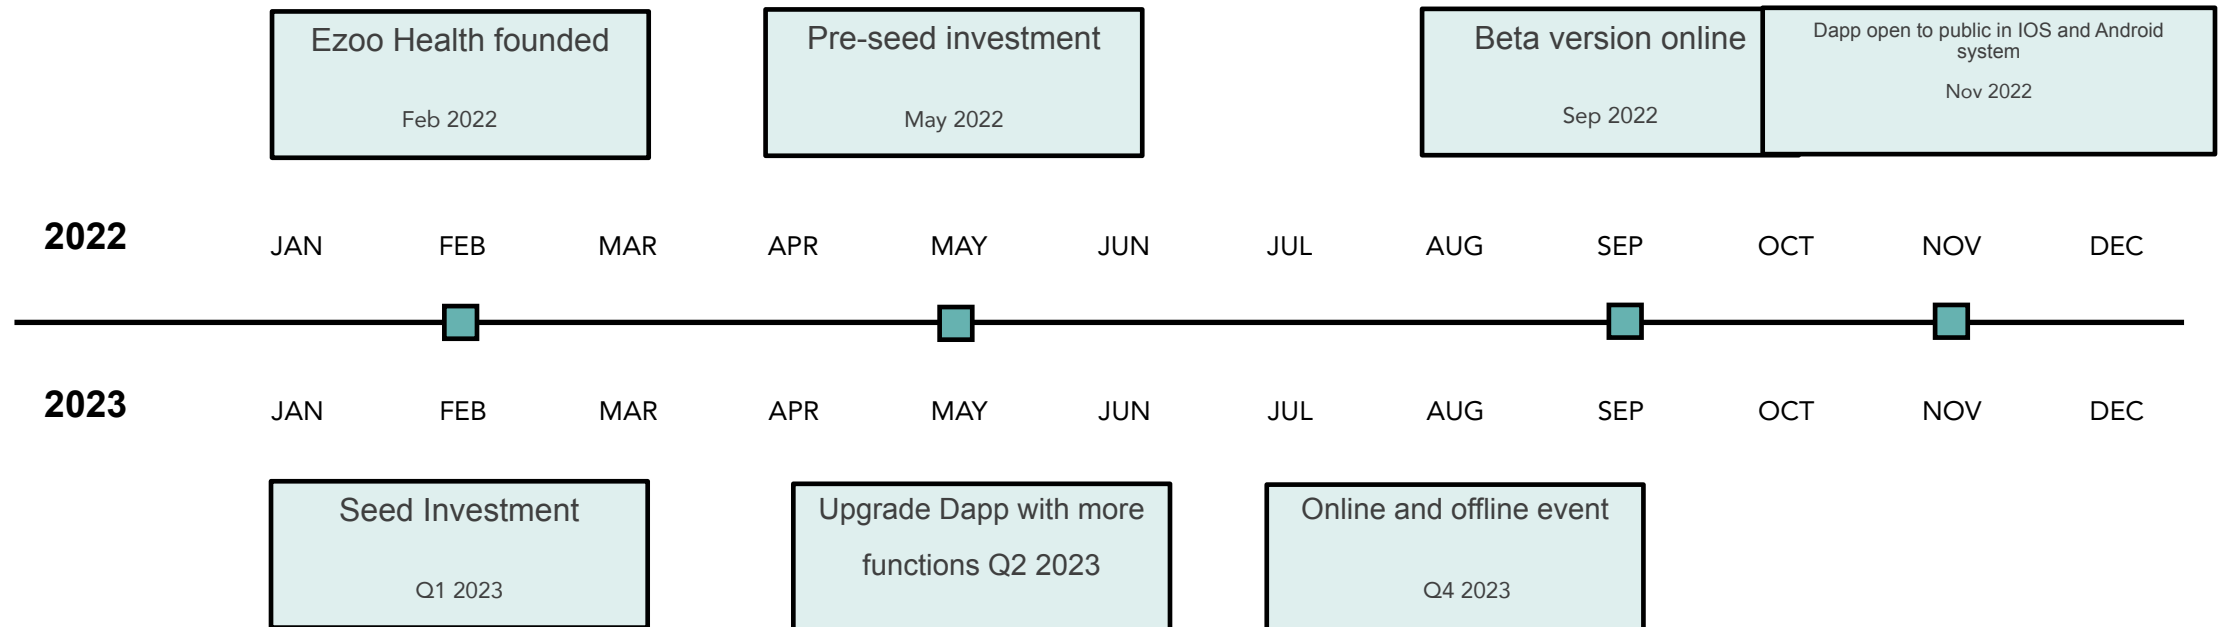 Ezoo Health founded
Feb 2022
Pre-seed investment
May 2022
Beta version online
Sep 2022
Dapp open to public in IOS and Android
system
Nov 2022
2022 JAN FEB MAR APR MAY JUN JUL AUG SEP OCT NOV DEC
2023 JAN FEB MAR APR MAY JUN JUL AUG SEP OCT NOV DEC
Seed Investment
Q1 2023
Upgrade Dapp with more
functions Q2 2023
Online and offline event
Q4 2023